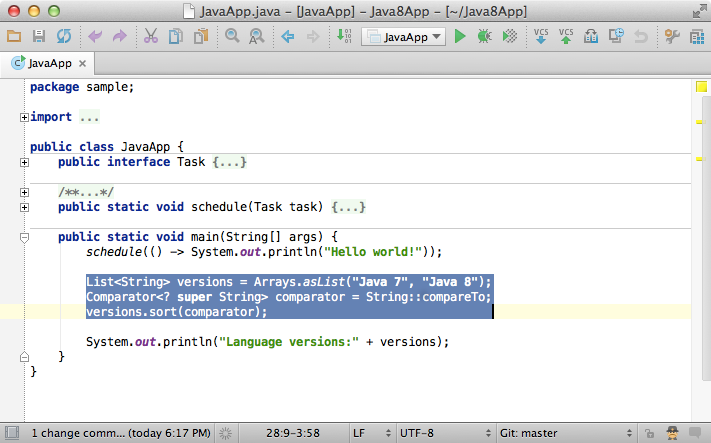 JavaApp.java – [JavaApp] – Java8App – [~/Java8App]
JavaApp
VCS VCS
JavaApp
package sample;
import ...
public class JavaApp {
public interface Task {...}
/**...*/
public static void schedule(Task task) {...}
public static void main(String[] args) {
schedule(() -> System.out.println("Hello world!"));
List<String> versions = Arrays.asList("Java 7", "Java 8");
Comparator<? super String> comparator = String::compareTo;
versions.sort(comparator);
System.out.println("Language versions:" + versions);
}
}
1 change comm... (today 6:17 PM) 28:9-3:58 LF UTF-8 Git: master